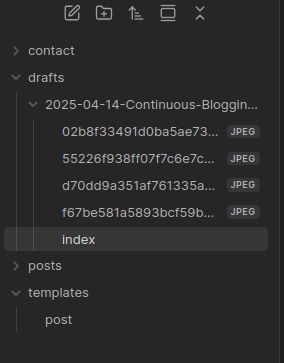 contact
drafts
2025-04-14-Continuous-Bloggin...
02b8f33491d0ba5ae73... JPEG
55226f938ff07f7c6e7c... JPEG
d70dd9a351af761335a... JPEG
f67be581a5893bcf59b... JPEG
index
posts
templates
post